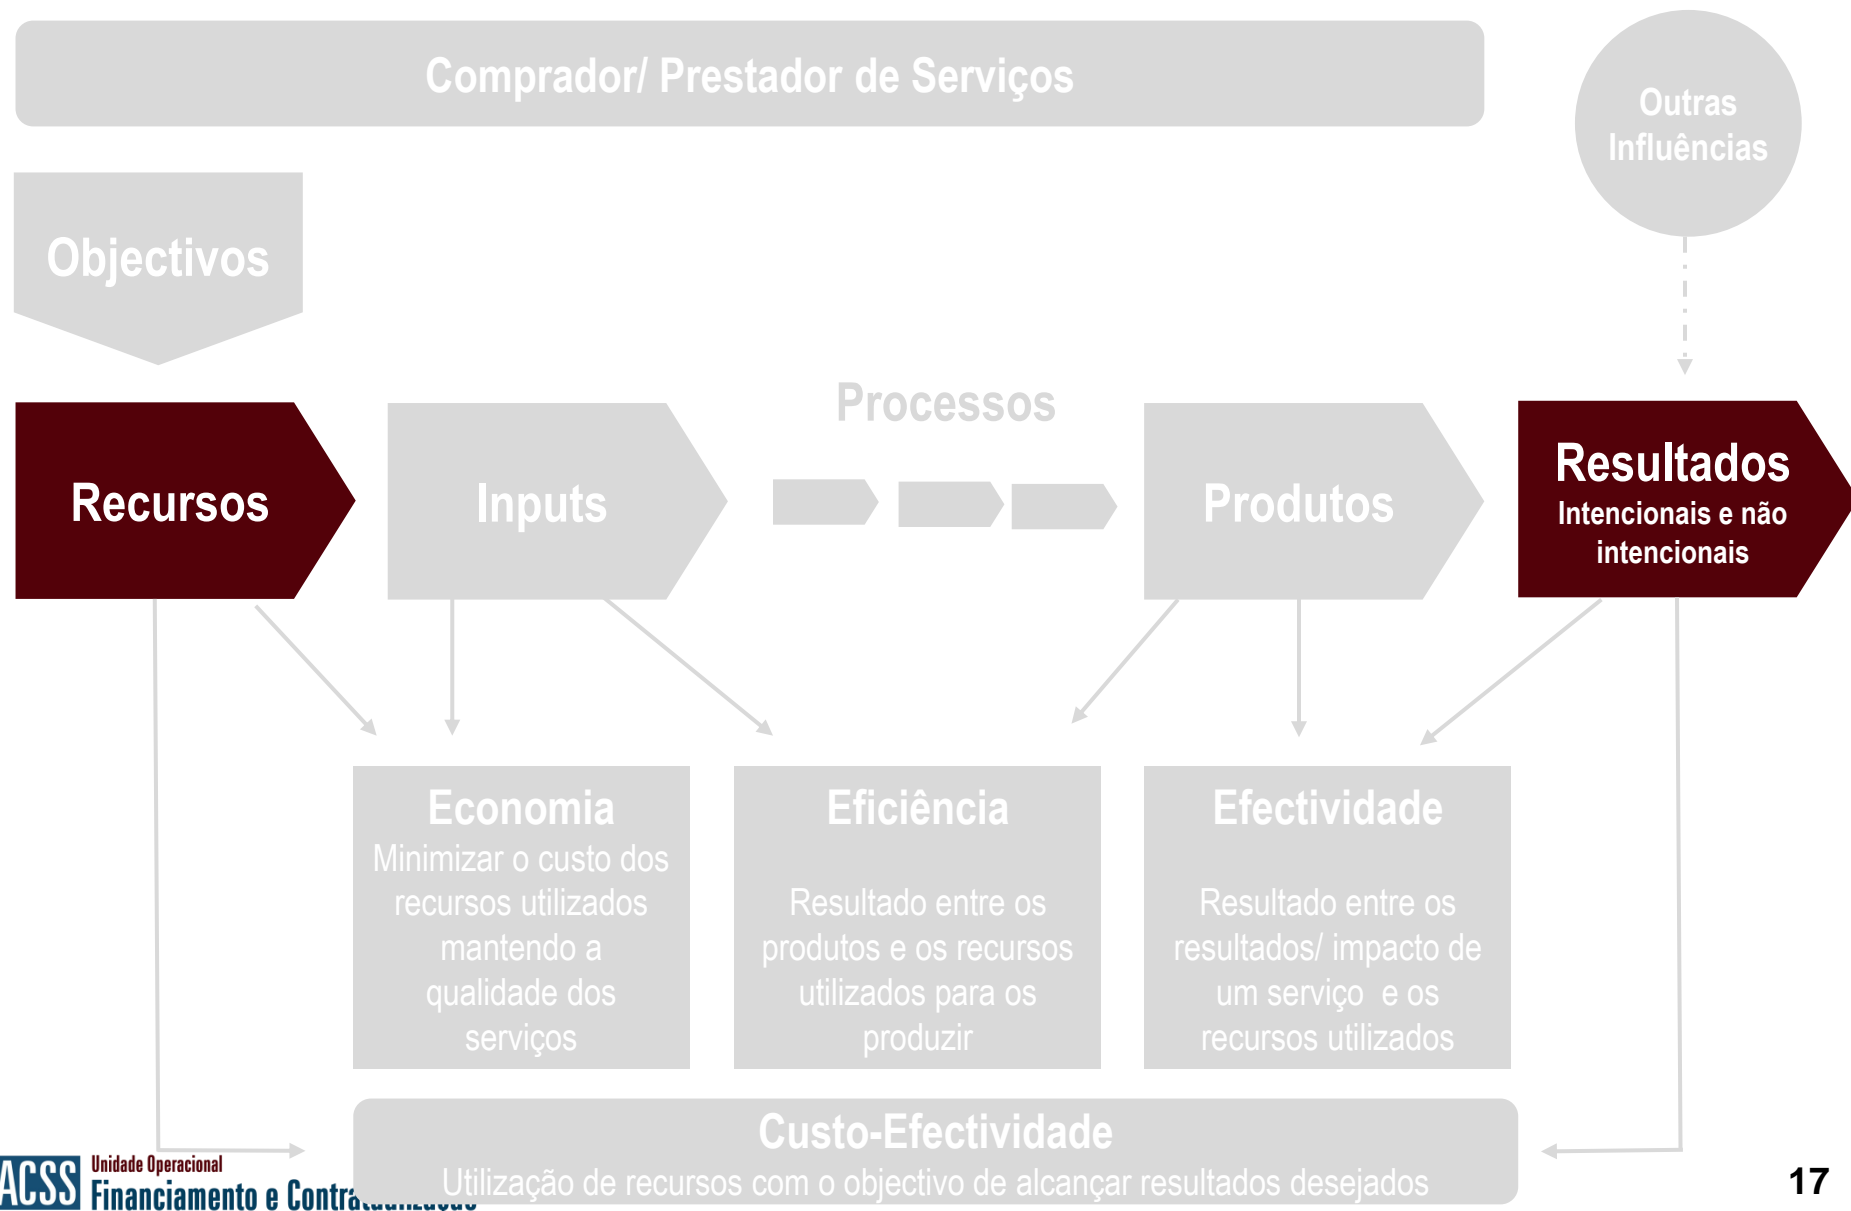 Comprador/ Prestador de Serviços
Outras
Influências
Objectivos
Processos
Recursos
Inputs
Produtos
Resultados
Intencionais e não
intencionais
Economia
Minimizar o custo dos
recursos utilizados
mantendo a
qualidade dos
serviços
Eficiência
Resultado entre os
produtos e os recursos
utilizados para os
produzir
Efectividade
Resultado entre os
resultados/ impacto de
um serviço e os
recursos utilizados
Custo-Efectividade
Utilização de recursos com o objectivo de alcançar resultados desejados
ACSS
Unidade Operacional
Financiamento e Contratualização
17